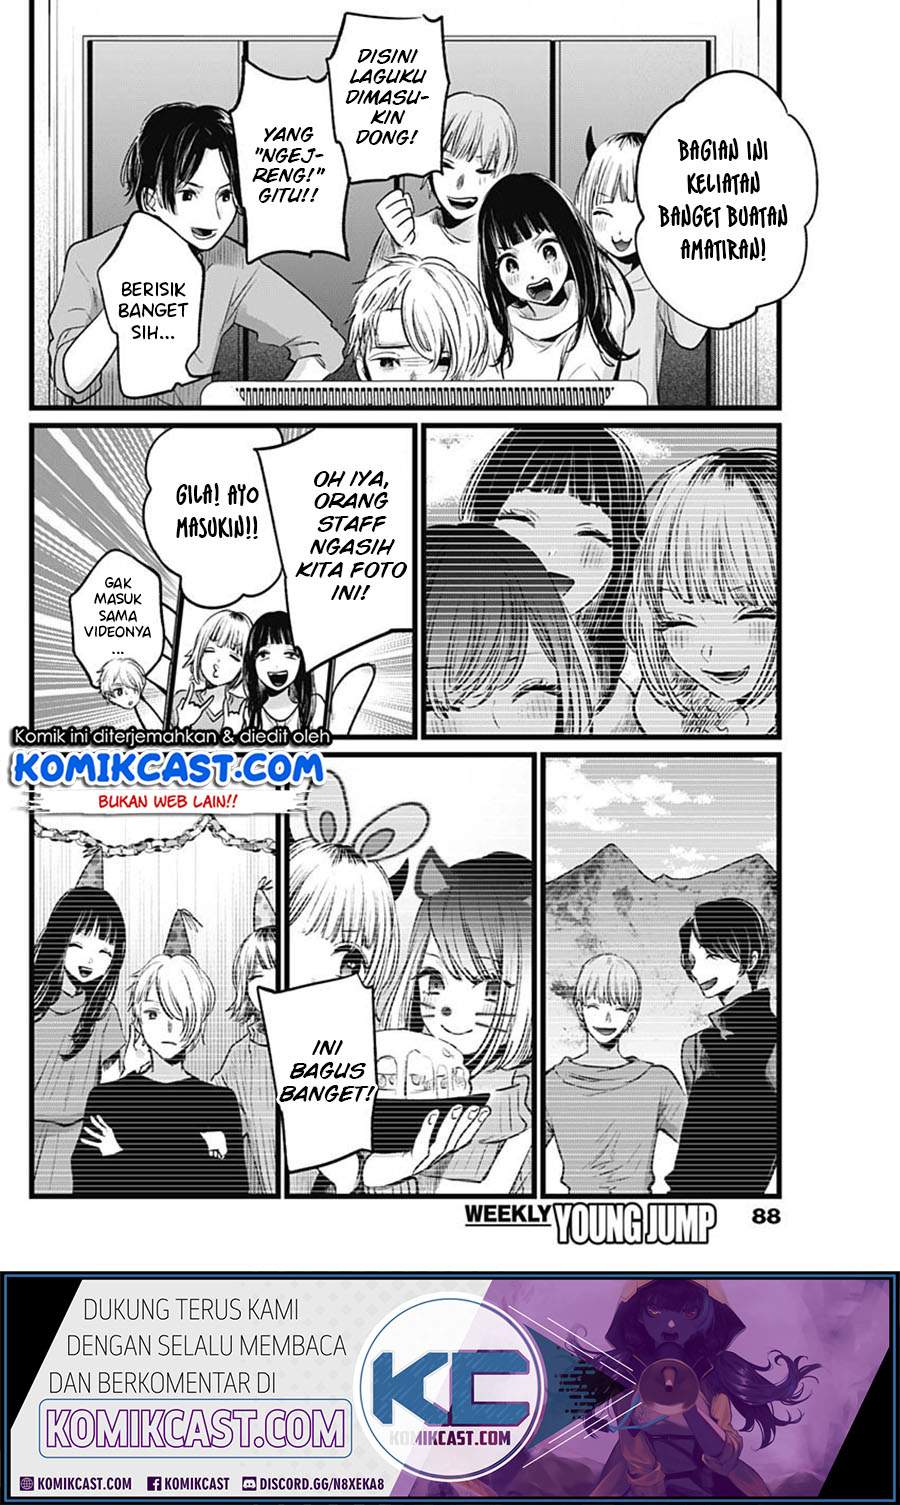 BAGIAN INI
KELIATAN
BANGET BUATAN
AMATIRAN!
DISINI
LAGUKU
DIMASU-
KIN
DONG!
YANG
"NGEJ-
RENG!"
GITU!!
BERISIK
BANGET
SIH...
OH IYA,
ORANG
STAFF
NGASIH
KITA FOTO
INI!
GILA! AYO
MASUKIN!!
GAK
MASUK
SAMA
VIDEONYA
...
Komik ini diterjemahkan & diedit oleh
KOMIKCAST.COM
BUKAN WEB LAIN!!
INI
BAGUS
BANGET!
WEEKLY YOUNG JUMP 88
DUKUNG TERUS KAMI
DENGAN SELALU MEMBACA
DAN BERKOMENTAR DI
KOMIKCAST.COM
KOMIKCAST.COM KOMIKCAST DISCORD.GG/N8XEKA8
KC
KOMIKCAST.COM